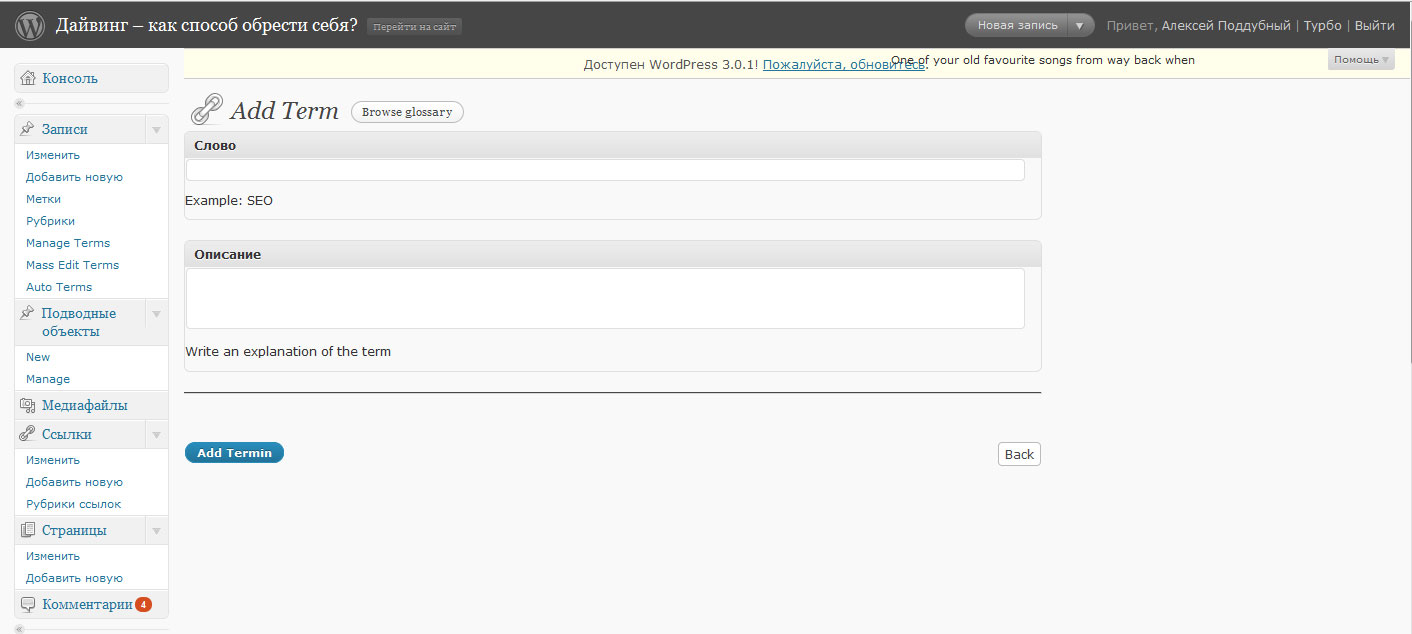 Дайвинг – как способ обрести себя? Перейти на сайт Новая запись Привет, Алексей Поддубный | Турбо | Выйти
Доступен WordPress 3.0.1! Пожалуйста, обновитесь. One of your old favourite songs from way back when Помощь
Консоль
Add Term Browse glossary
Записи
Изменить
Добавить новую
Метки
Рубрики
Manage Terms
Mass Edit Terms
Auto Terms
Подводные
объекты
New
Manage
Медиафайлы
Ссылки
Изменить
Добавить новую
Рубрики ссылок
Страницы
Изменить
Добавить новую
Комментарии 4
Слово
Example: SEO
Описание
Write an explanation of the term
Add Termin Back